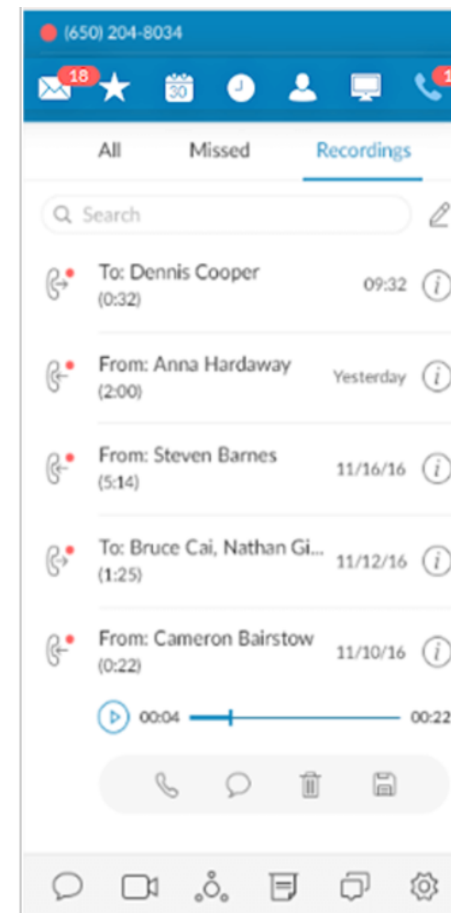 (650) 204-8034
18
30
1
All Missed Recordings
Search
To: Dennis Cooper
09:32
(0:32)
From: Anna Hardaway
Yesterday
(2:00)
From: Steven Barnes
11/16/16
(5:14)
To: Bruce Cai, Nathan Gi...
11/12/16
(1:25)
From: Cameron Bairstow
11/10/16
(0:22)
00:04 00:22